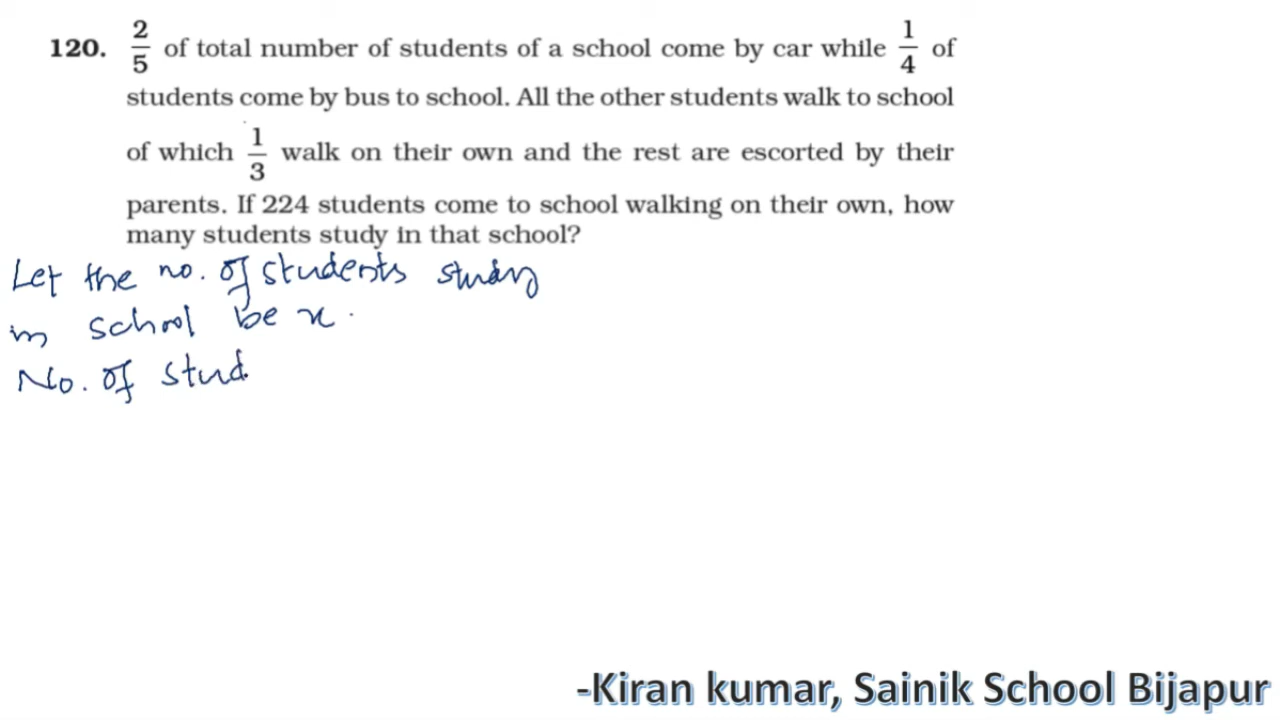 120. 2/5 of total number of students of a school come by car while 1/4 of
students come by bus to school. All the other students walk to school
of which 1/3 walk on their own and the rest are escorted by their
parents. If 224 students come to school walking on their own, how
many students study in that school?
Let the no. of students study
in school be x.
No. of stud
-Kiran kumar, Sainik School Bijapur